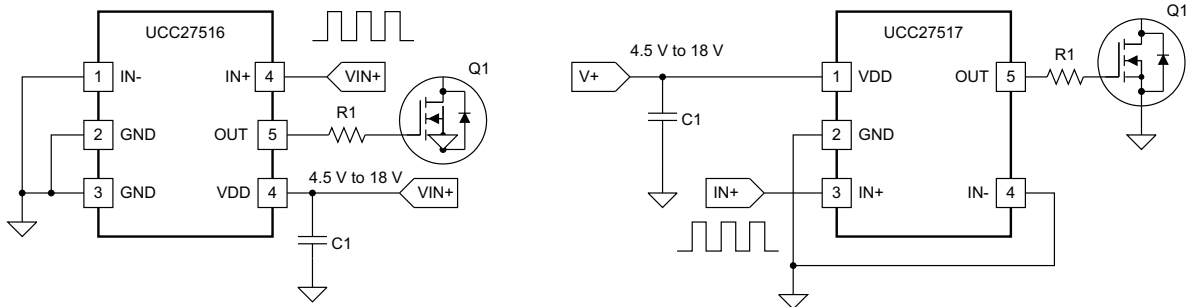 UCC27516
1 IN- IN+ 4 VIN+
Q1
R1
2 GND OUT 5
4.5 V to 18 V
3 GND VDD 4 VIN+
C1
UCC27517
Q1
4.5 V to 18 V
R1
V+ 1 VDD OUT 5
C1
2 GND
IN+ 3 IN+ IN- 4